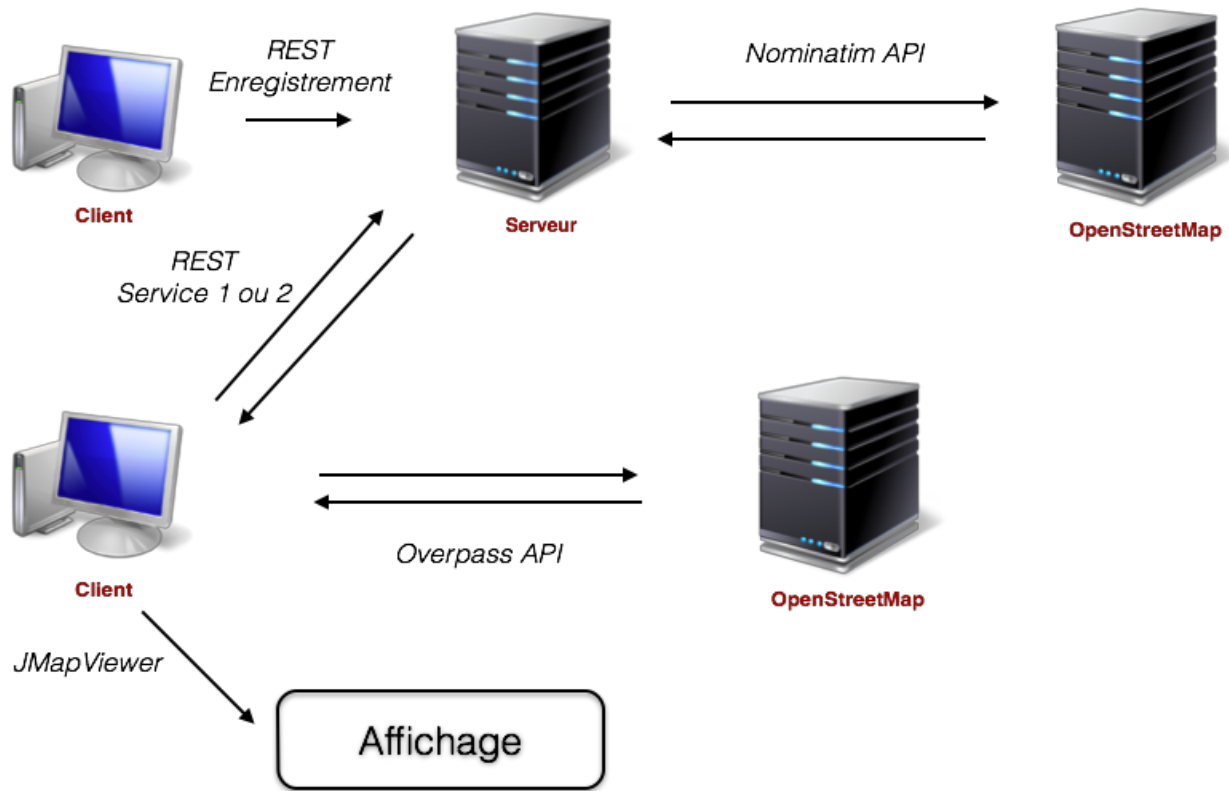 REST
Enregistrement
Nominatim API
Client
Serveur
OpenStreetMap
REST
Service 1 ou 2
Overpass API
Client
OpenStreetMap
JMapViewer
Affichage